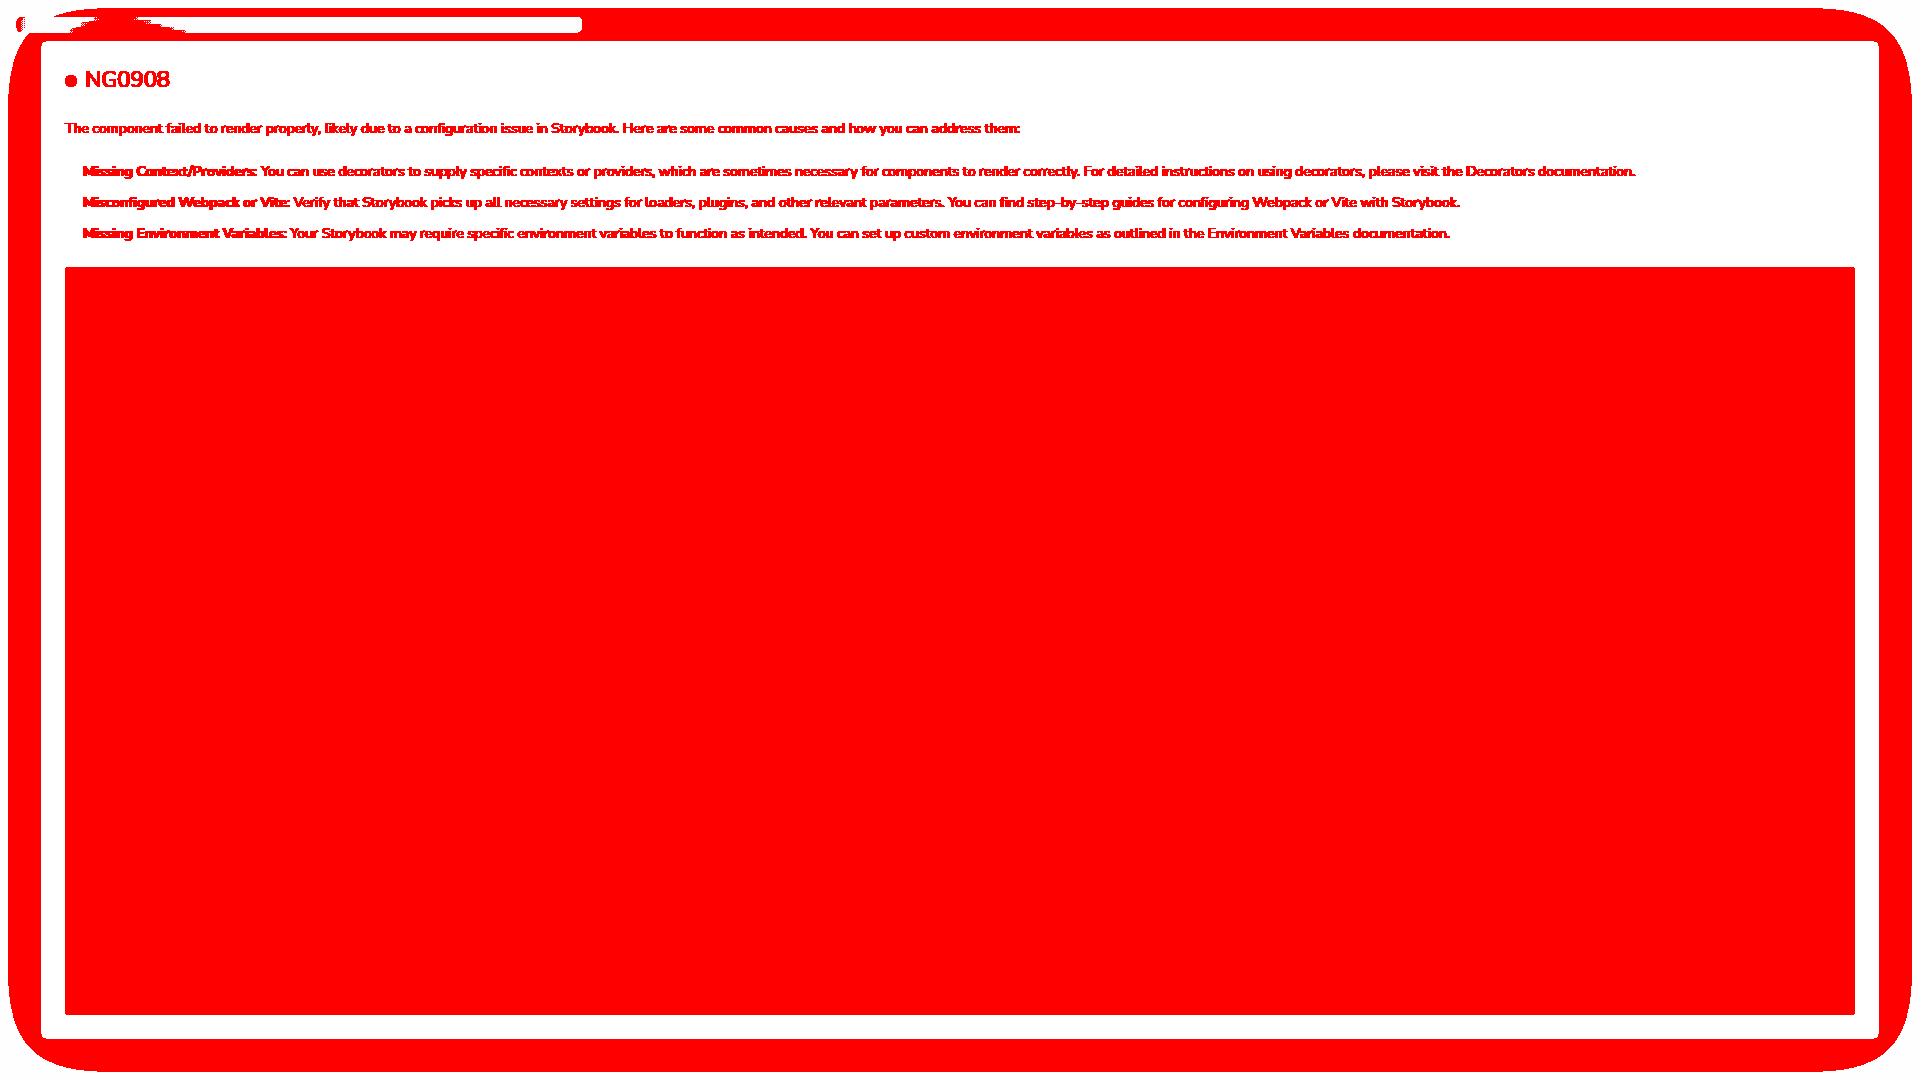 NG0908
The component failed to render properly, likely due to a configuration issue in Storybook. Here are some common causes and how you can address them:
Missing Context/Providers: You can use decorators to supply specific contexts or providers, which are sometimes necessary for components to render correctly. For detailed instructions on using decorators, please visit the Decorators documentation.
Misconfigured Webpack or Vite: Verify that Storybook picks up all necessary settings for loaders, plugins, and other relevant parameters. You can find step-by-step guides for configuring Webpack or Vite with Storybook.
Missing Environment Variables: Your Storybook may require specific environment variables to function as intended. You can set up custom environment variables as outlined in the Environment Variables documentation.